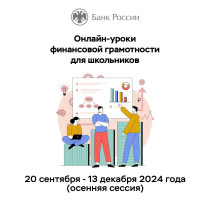 Банк России
Онлайн-уроки
финансовой грамотности
для школьников
20 сентября - 13 декабря 2024 года
(осенняя сессия)